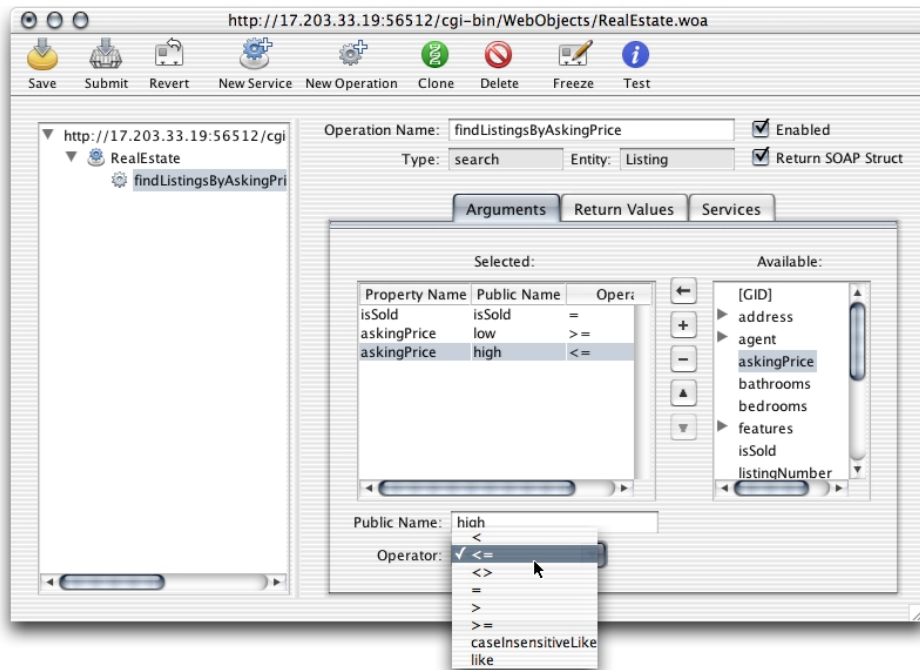 http://17.203.33.19:56512/cgi-bin/WebObjects/RealEstate.woa
Save Submit Revert New Service New Operation Clone Delete Freeze Test
http://17.203.33.19:56512/cgi
RealEstate
findListingsByAskingPri
Operation Name: findListingsByAskingPrice Enabled
Type: search Entity: Listing Return SOAP Struct
Arguments Return Values Services
Selected:
Property Name Public Name Opera
isSold isSold =
askingPrice low >=
askingPrice high <=
Available:
[GID]
address
agent
askingPrice
bathrooms
bedrooms
features
isSold
listingNumber
Public Name: high
Operator:
<
✓ <=
<>
=
>
>=
caseInsensitiveLike
like